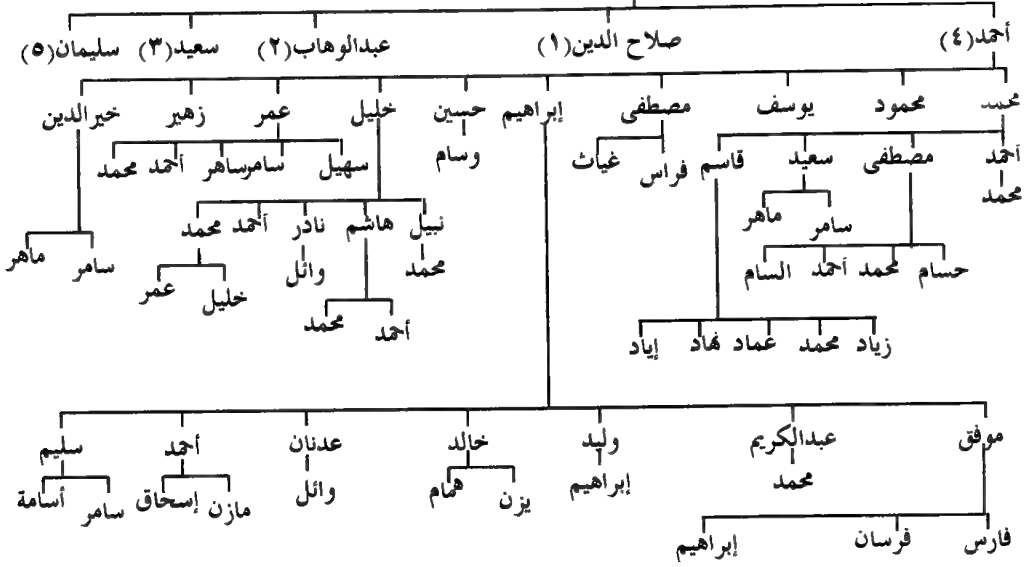 أحمد(٤) صلاح الدين(١) عبدالوهاب(٢) سعيد(٣) سليمان(٥)
محمد محمود يوسف مصطفى إبراهيم حسين خليل عمر زهير خيرالدين
أحمد مصطفى سعيد قاسم فراس غياث وسام سهيل سامر ساهر أحمد محمد
محمد سامر ماهر نبيل هاشم نادر أحمد محمد سامر ماهر
حسام محمد أحمد السام محمد وائل خليل عمر
زياد محمد عماد نهاد إياد أحمد محمد
موفق عبدالكريم وليد خالد عدنان أحمد سليم
محمد إبراهيم يزن همام وائل مازن إسحاق سامر أسامة
فارس فرسان إبراهيم